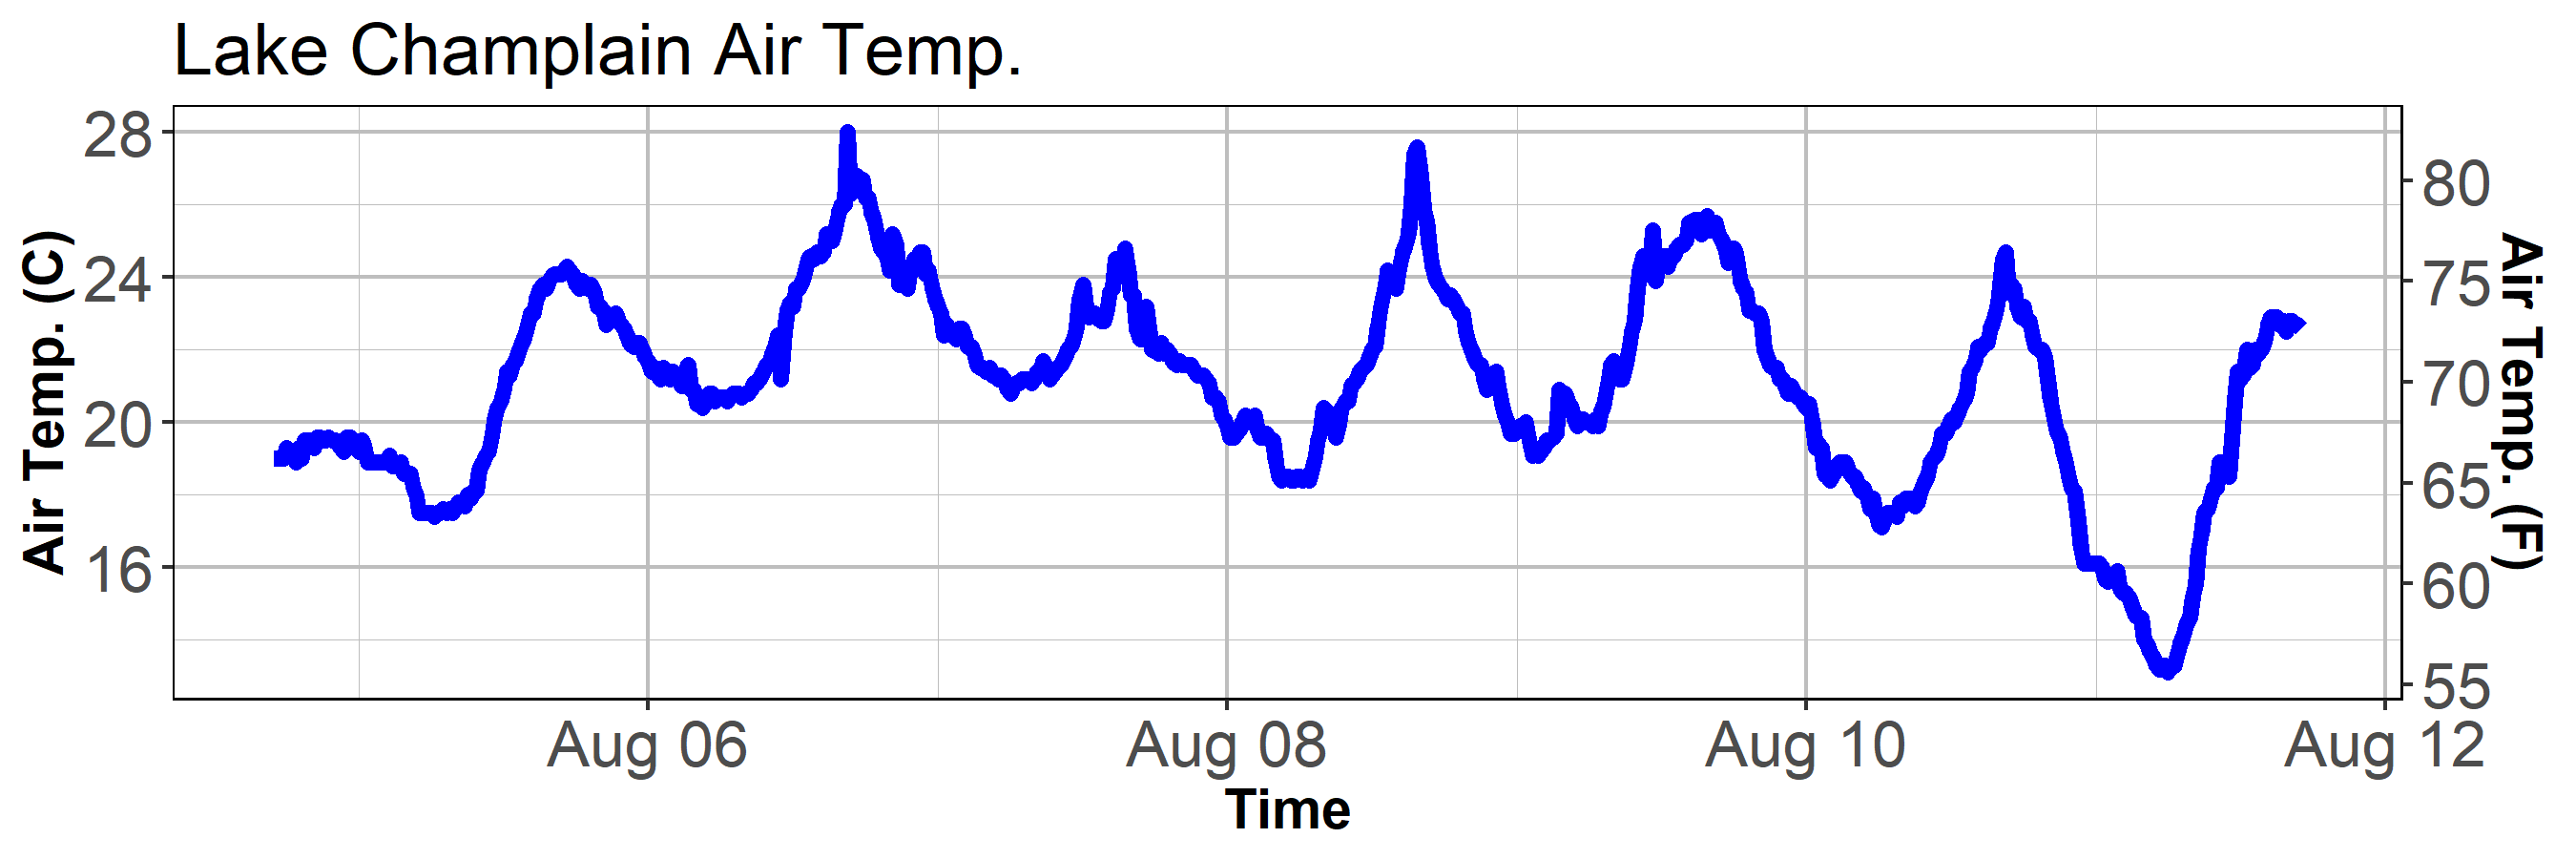 Lake Champlain Air Temp.
Air Temp. (C)
28
24
20
16
80
75
70
65
60
55
Air Temp. (F)
Aug 06 Aug 08 Aug 10 Aug 12
Time